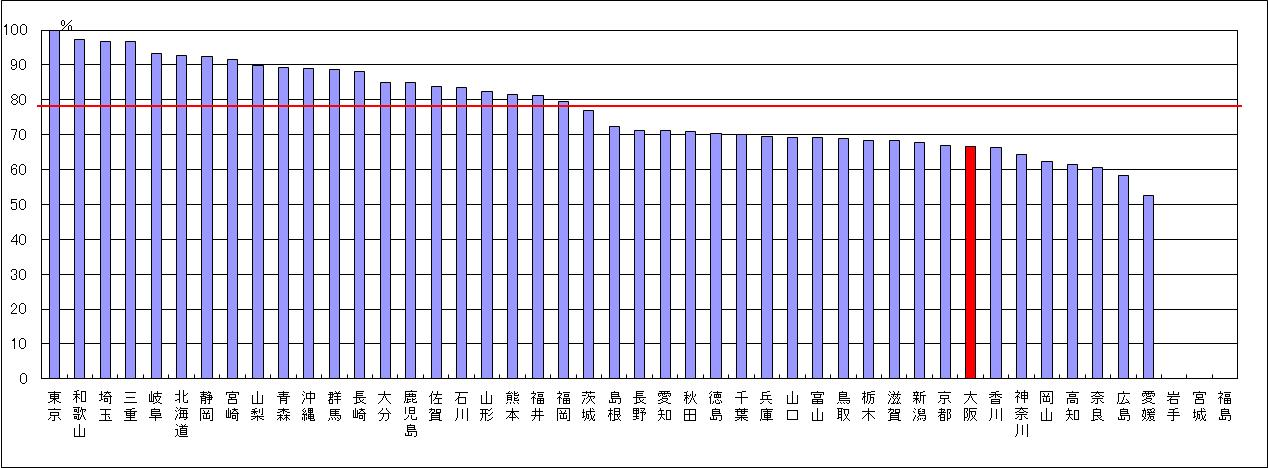 %
100
90
80
70
60
50
40
30
20
10
0
東京
和歌山
埼玉
三重
岐阜
北海道
静岡
宮崎
山梨
青森
沖縄
群馬
長崎
大分
鹿児島
佐賀
石川
山形
熊本
福井
福岡
茨城
島根
長野
愛知
秋田
徳島
千葉
兵庫
山口
富山
鳥取
栃木
滋賀
新潟
京都
大阪
香川
神奈川
岡山
高知
奈良
広島
愛媛
岩手
宮城
福島